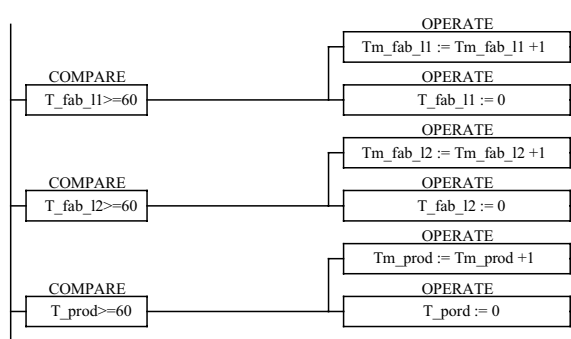 OPERATE
Tm_fab_l1 := Tm_fab_l1 +1
COMPARE
OPERATE
T_fab_l1>=60
T_fab_l1 := 0
OPERATE
Tm_fab_l2 := Tm_fab_l2 +1
COMPARE
OPERATE
T_fab_l2>=60
T_fab_l2 := 0
OPERATE
Tm_prod := Tm_prod +1
COMPARE
OPERATE
T_prod>=60
T_pord := 0